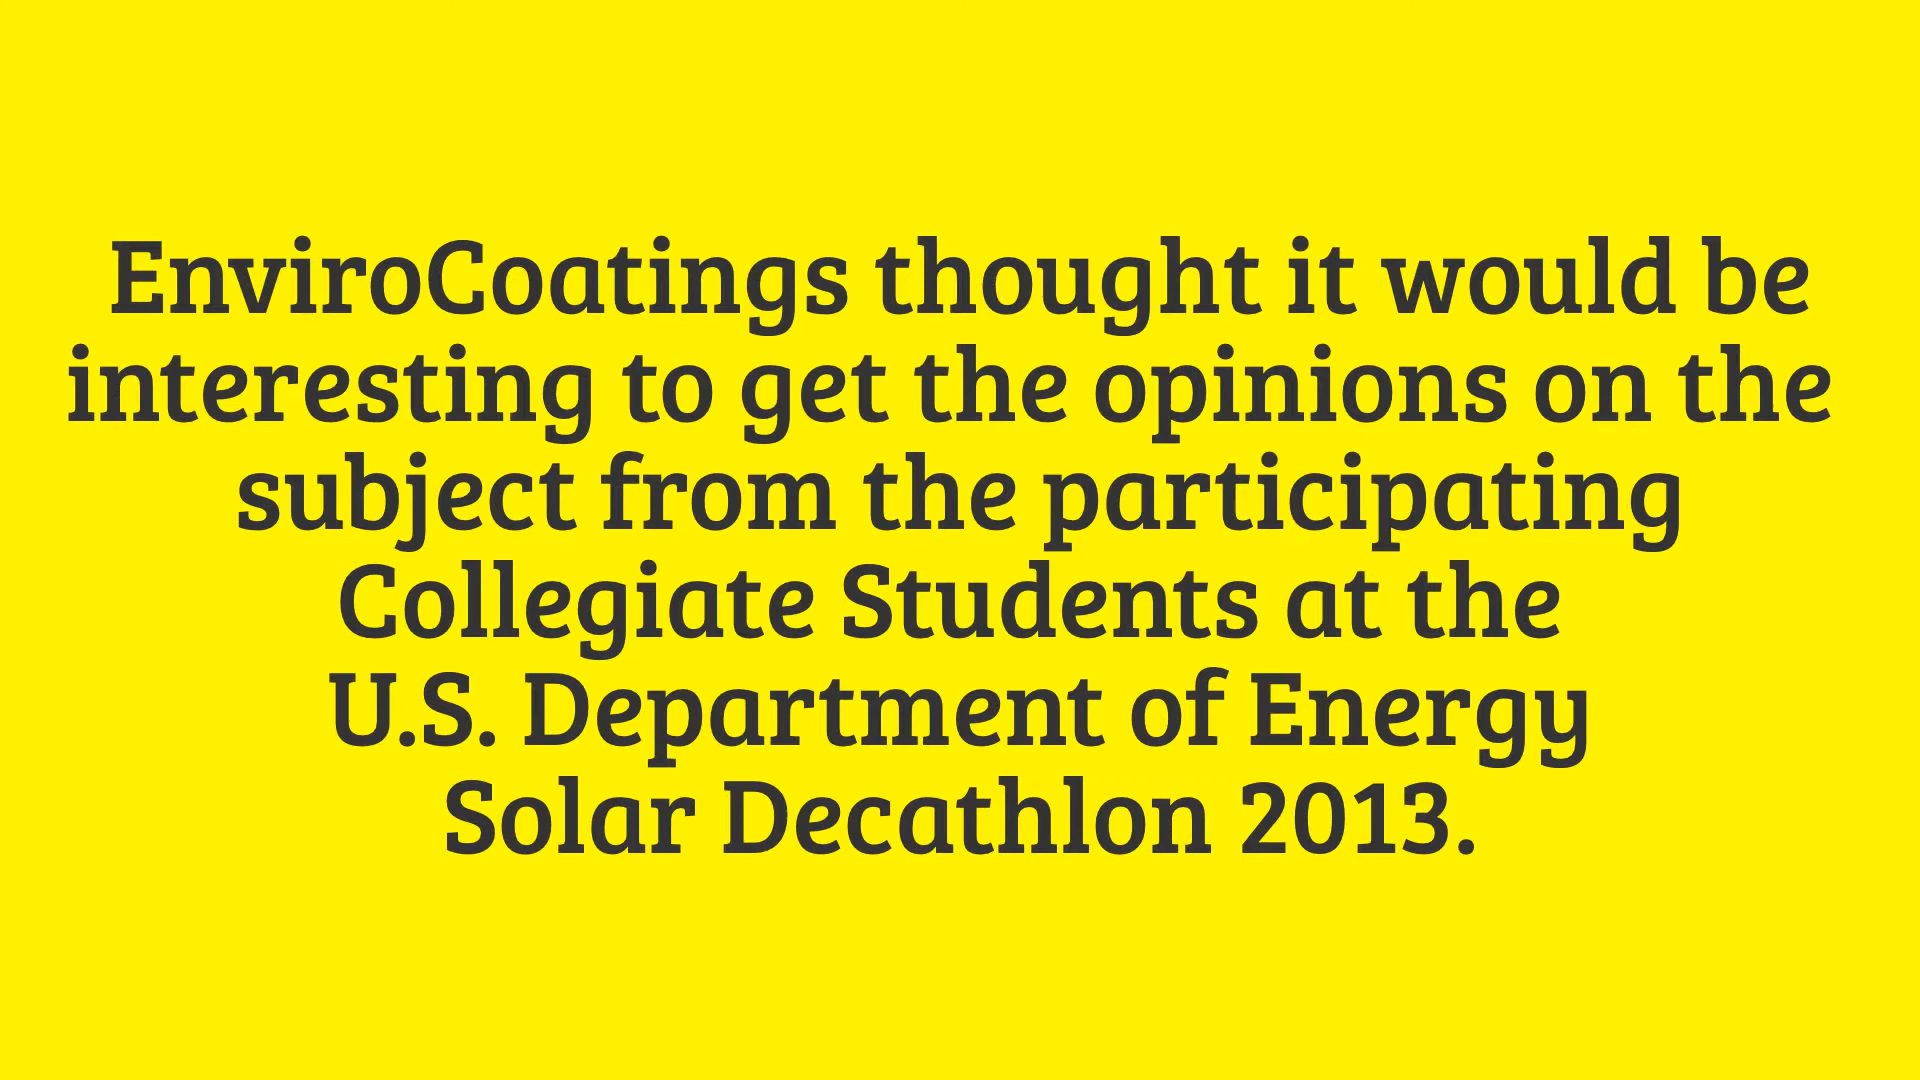 EnviroCoatings thought it would be
interesting to get the opinions on the
subject from the participating
Collegiate Students at the
U.S. Department of Energy
Solar Decathlon 2013.